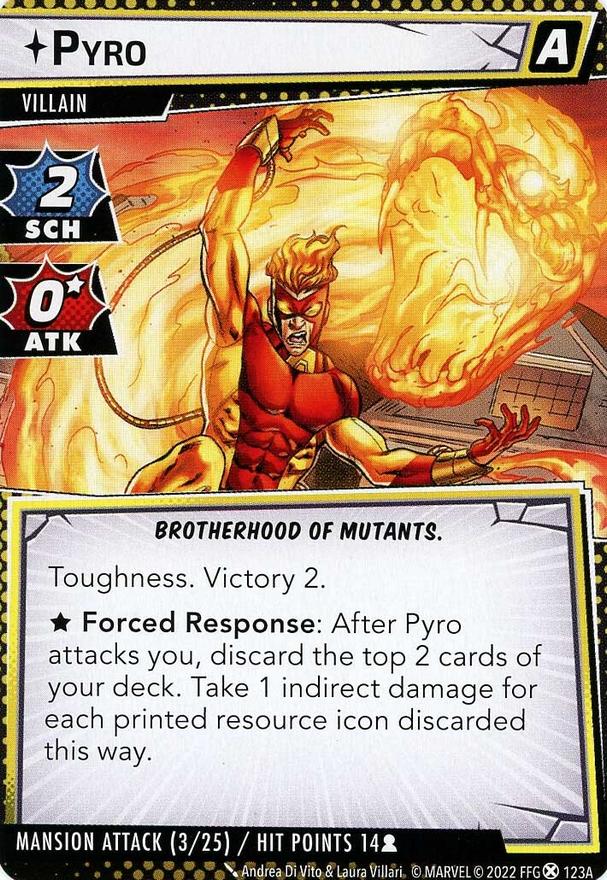 PYRO
A
VILLAIN
2
SCH
0
ATK
BROTHERHOOD OF MUTANTS.
Toughness. Victory 2.
★ Forced Response: After Pyro
attacks you, discard the top 2 cards of
your deck. Take 1 indirect damage for
each printed resource icon discarded
this way.
MANSION ATTACK (3/25) / HIT POINTS 14
Andrea Di Vito & Laura Villari. © MARVEL © 2022 FFG 123A